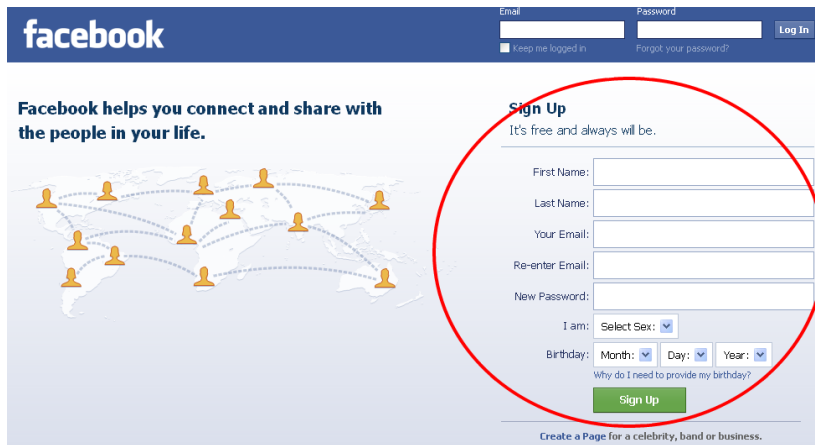 Email Password
facebook Log In
Keep me logged in Forgot your password?
Facebook helps you connect and share with
the people in your life.
Sign Up
It's free and always will be.
First Name:
Last Name:
Your Email:
Re-enter Email:
New Password:
I am: Select Sex:
Birthday: Month: Day: Year:
Why do I need to provide my birthday?
Sign Up
Create a Page for a celebrity, band or business.